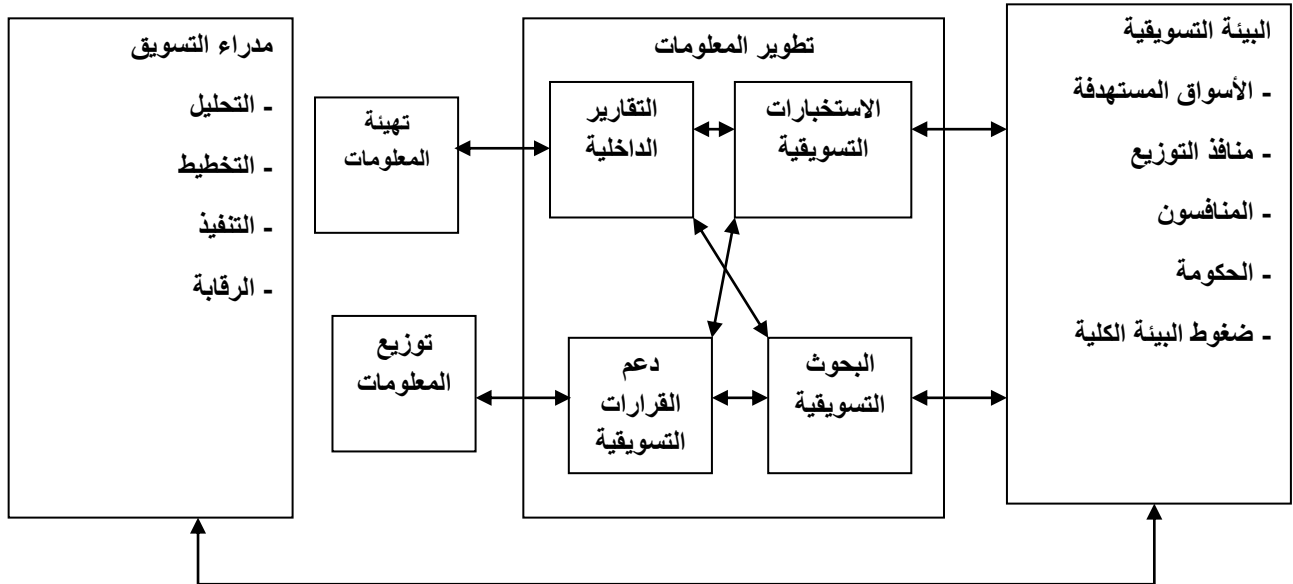 البيئة التسويقية
- الأسواق المستهدفة
- منافذ التوزيع
- المنافسون
- الحكومة
- ضغوط البيئة الكلية
تطوير المعلومات
الاستخبارات
التسويقية
التقارير
الداخلية
البحوث
التسويقية
دعم
القرارات
التسويقية
تهيئة
المعلومات
توزيع
المعلومات
مدراء التسويق
- التحليل
- التخطيط
- التنفيذ
- الرقابة